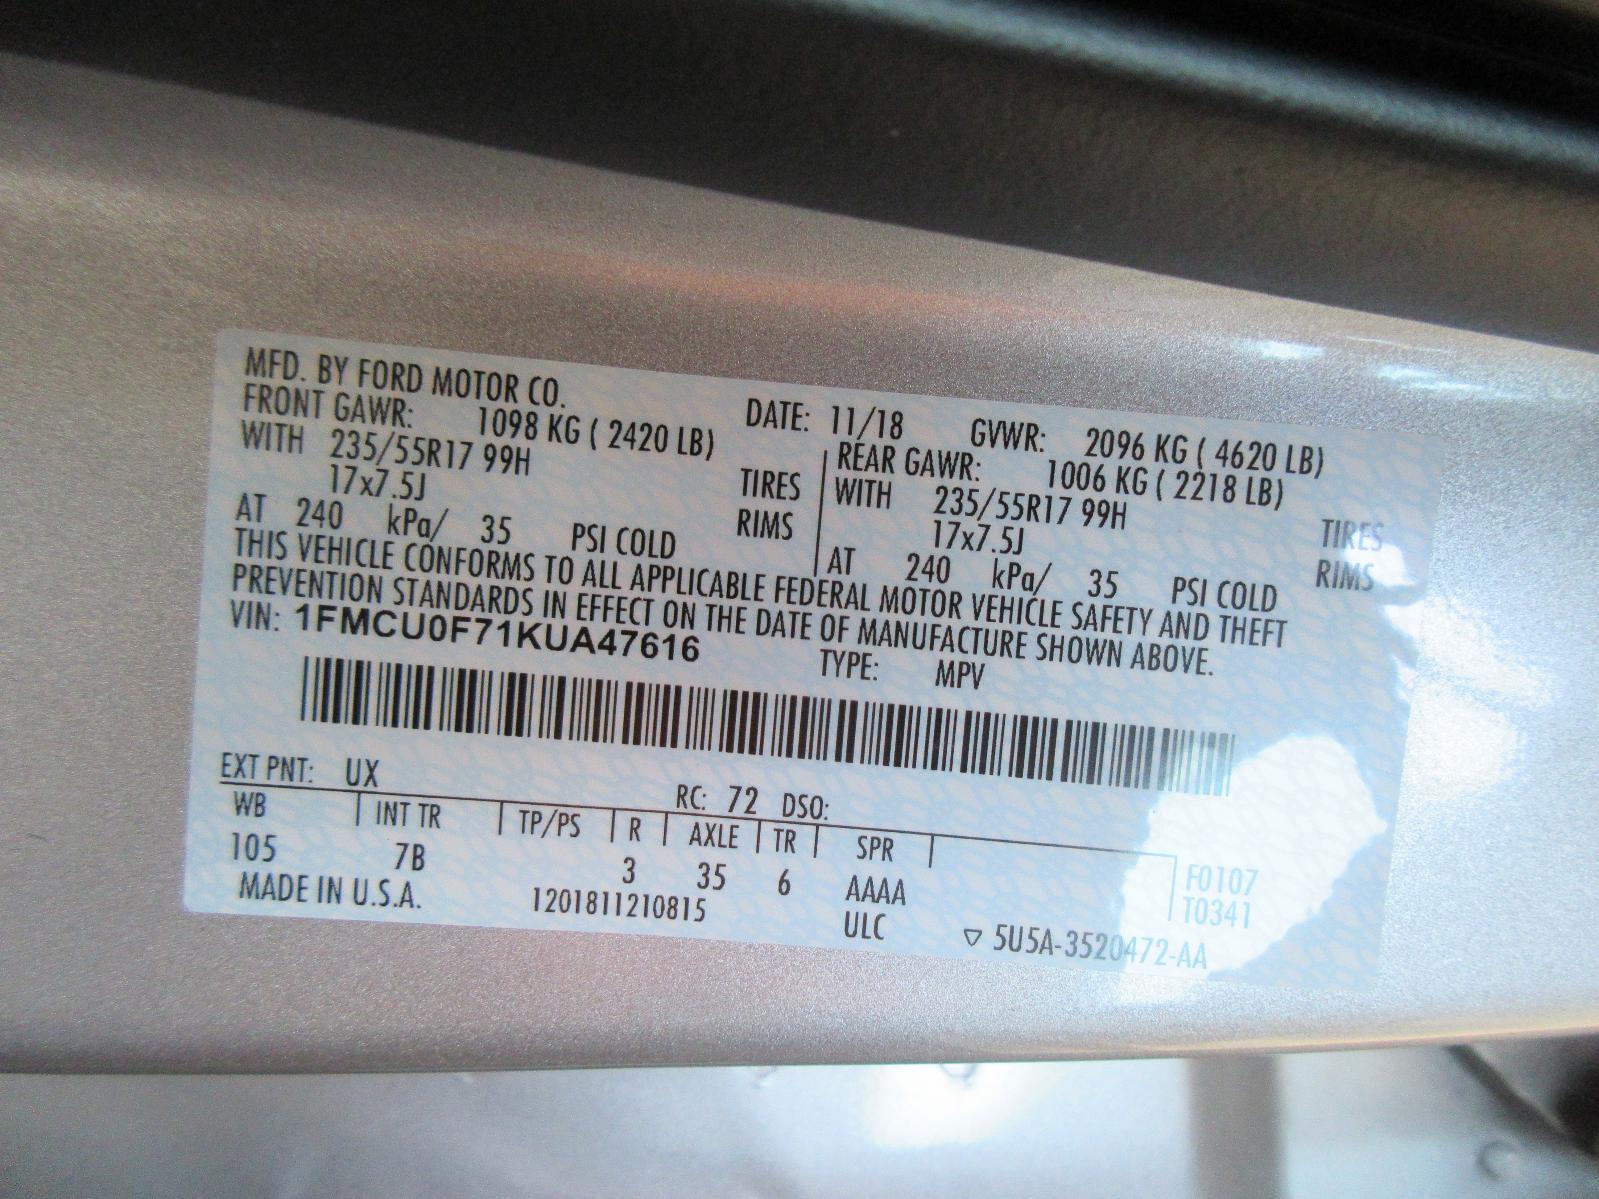 MFD. BY FORD MOTOR CO. DATE: 11/18 GVWR: 2096 KG ( 4620 LB)
FRONT GAWR: 1098 KG ( 2420 LB) REAR GAWR: 1006 KG ( 2218 LB)
WITH 235/55R17 99H TIRES WITH 235/55R17 99H TIRES
17x7.5J RIMS 17x7.5J RIMS
AT 240 kPa/ 35 PSI COLD AT 240 kPa/ 35 PSI COLD
THIS VEHICLE CONFORMS TO ALL APPLICABLE FEDERAL MOTOR VEHICLE SAFETY AND THEFT
PREVENTION STANDARDS IN EFFECT ON THE DATE OF MANUFACTURE SHOWN ABOVE.
VIN: 1FMCU0F71KUA47616 TYPE: MPV
EXT PNT: UX RC: 72 DSO:
WB INT TR TP/PS R AXLE TR SPR
105 7B 3 35 6 AAAA F0107
T0341
MADE IN U.S.A. 1201811210815 ULC ▽ 5U5A-3520472-AA